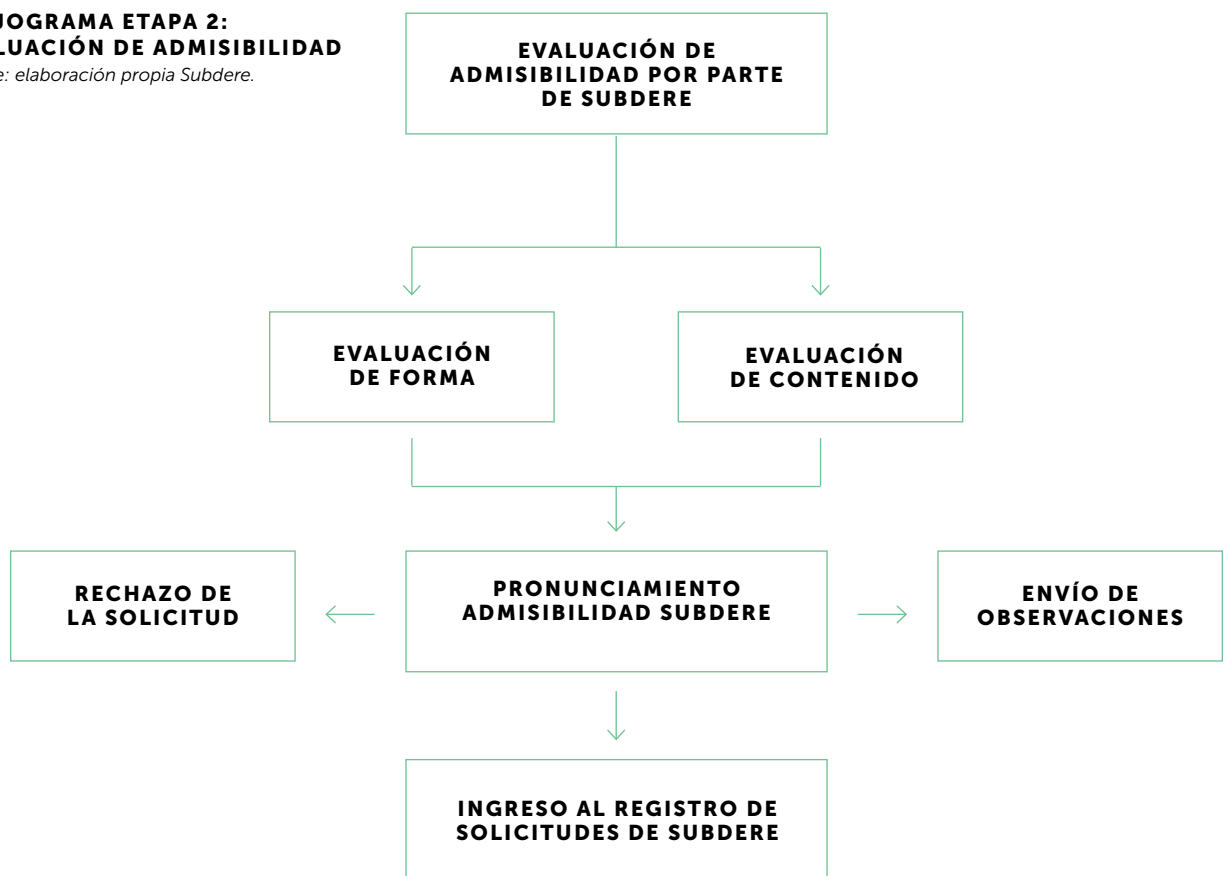 JOGRAMA ETAPA 2:
LUACIÓN DE ADMISIBILIDAD
e: elaboración propia Subdere.
EVALUACIÓN DE
ADMISIBILIDAD POR PARTE
DE SUBDERE
EVALUACIÓN
DE FORMA
EVALUACIÓN
DE CONTENIDO
RECHAZO DE
LA SOLICITUD
PRONUNCIAMIENTO
ADMISIBILIDAD SUBDERE
ENVÍO DE
OBSERVACIONES
INGRESO AL REGISTRO DE
SOLICITUDES DE SUBDERE